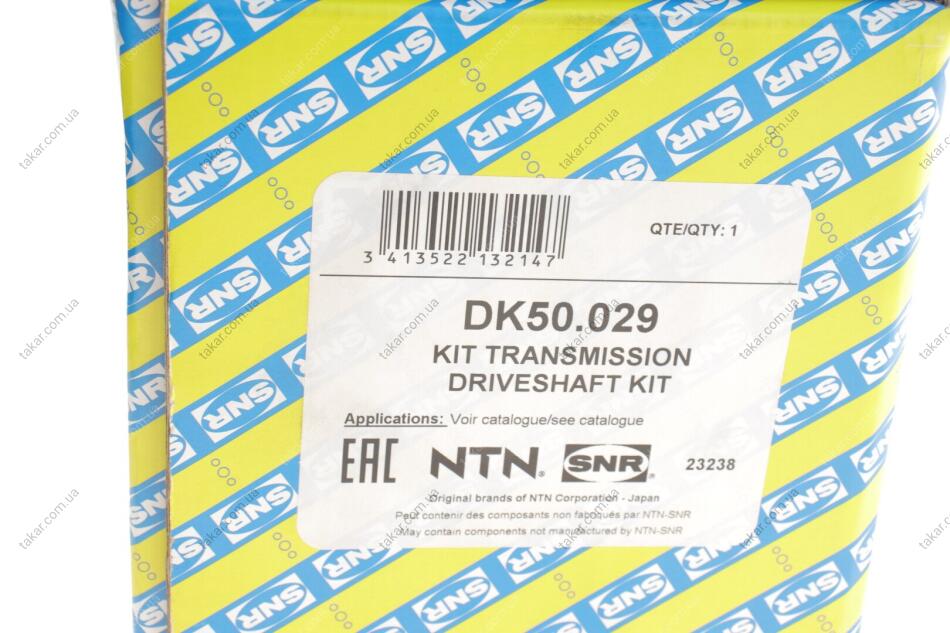 3 413522 132147
QTE/QTY: 1
DK50.029
KIT TRANSMISSION
DRIVESHAFT KIT
Applications: Voir catalogue/see catalogue
EAC NTN® SNR® 23238
Original brands of NTN Corporation - Japan
Peut contenir des composants non fabriqués par NTN-SNR
May contain components not manufactured by NTN-SNR
SNR
takar.com.ua